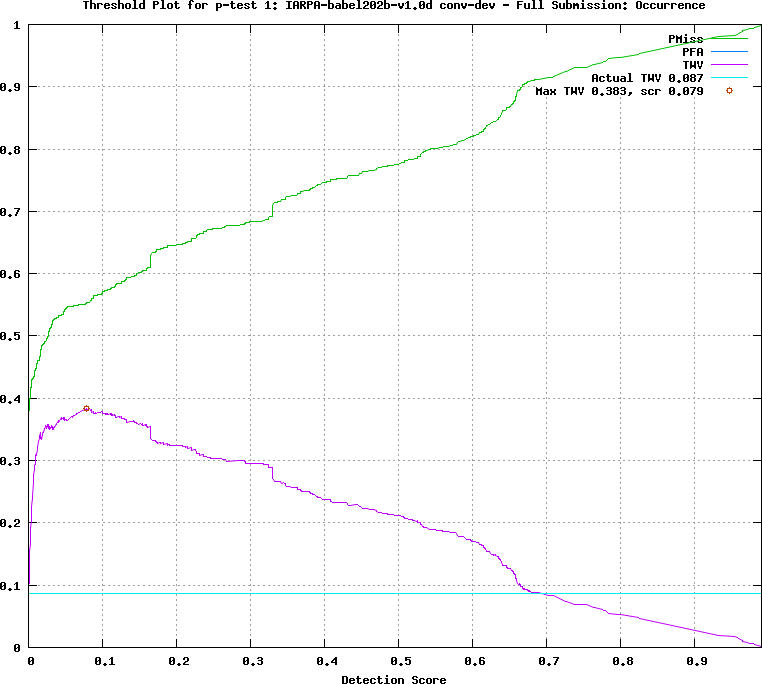 Threshold Plot for p-test 1: IARPA-babel202b-v1.0d conv-dev - Full Submission: Occurrence
PMiss
PFA
TWV
Actual TWV 0.087
Max TWV 0.383, scr 0.079
1
0.9
0.8
0.7
0.6
0.5
0.4
0.3
0.2
0.1
0
0 0.1 0.2 0.3 0.4 0.5 0.6 0.7 0.8 0.9
Detection Score